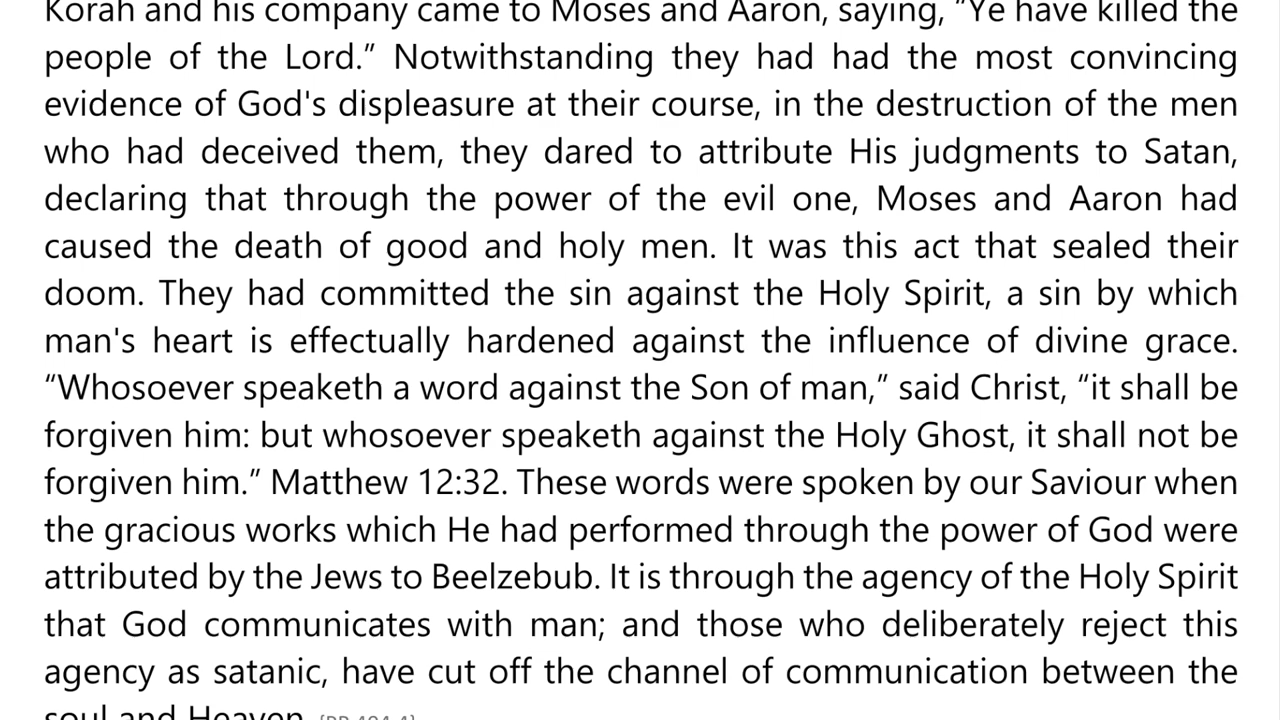 Korah and his company came to Moses and Aaron, saying, “Ye have killed the
people of the Lord.” Notwithstanding they had had the most convincing
evidence of God's displeasure at their course, in the destruction of the men
who had deceived them, they dared to attribute His judgments to Satan,
declaring that through the power of the evil one, Moses and Aaron had
caused the death of good and holy men. It was this act that sealed their
doom. They had committed the sin against the Holy Spirit, a sin by which
man's heart is effectually hardened against the influence of divine grace.
“Whosoever speaketh a word against the Son of man,” said Christ, “it shall be
forgiven him: but whosoever speaketh against the Holy Ghost, it shall not be
forgiven him.” Matthew 12:32. These words were spoken by our Saviour when
the gracious works which He had performed through the power of God were
attributed by the Jews to Beelzebub. It is through the agency of the Holy Spirit
that God communicates with man; and those who deliberately reject this
agency as satanic, have cut off the channel of communication between the
soul and Heaven. {PP 404.4}